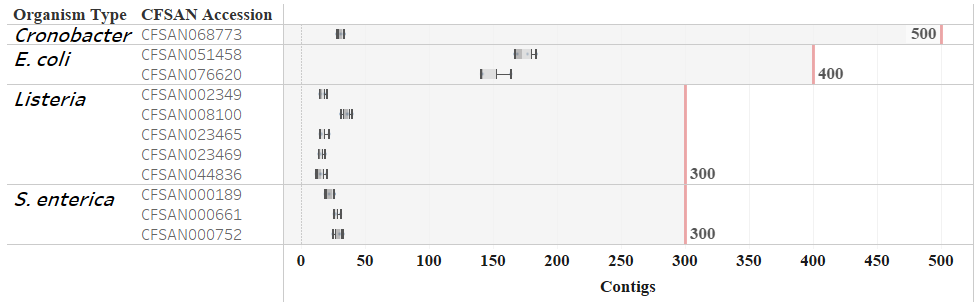 Organism Type CFSAN Accession
Cronobacter CFSAN068773 500
E. coli CFSAN051458
CFSAN076620 400
Listeria CFSAN002349
CFSAN008100
CFSAN023465
CFSAN023469
CFSAN044836 300
S. enterica CFSAN000189
CFSAN000661
CFSAN000752 300
0 50 100 150 200 250 300 350 400 450 500
Contigs